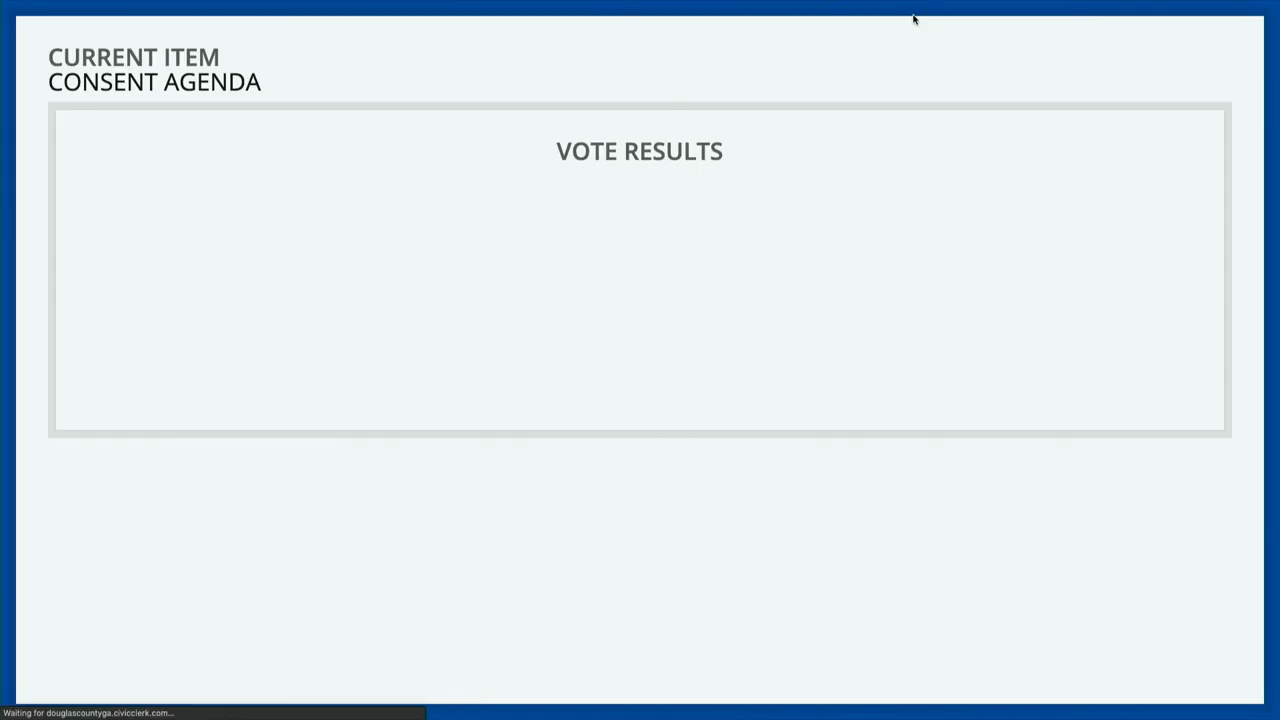 CURRENT ITEM
CONSENT AGENDA
VOTE RESULTS
Waiting for douglascountyga.civicclerk.com...